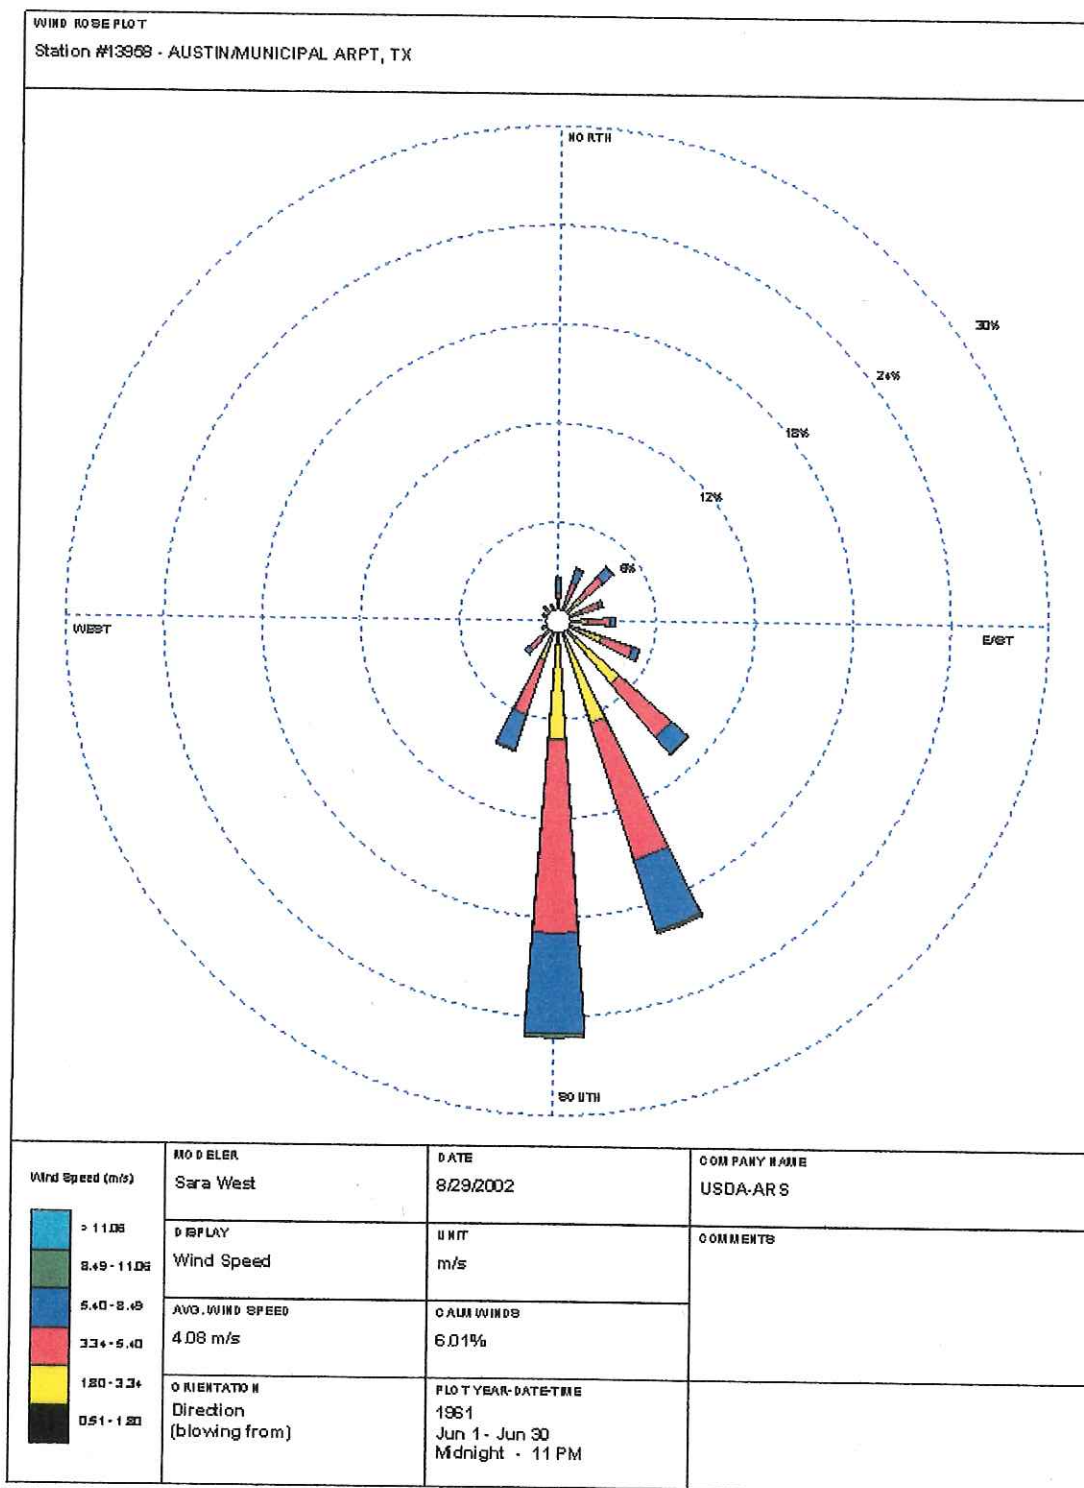 WIND ROSE PLOT
Station #13958 - AUSTIN/MUNICIPAL ARPT, TX
NORTH
30%
24%
18%
12%
6%
WEST
EAST
SOUTH
Wind Speed (m/s)
> 11.06
8.49 - 11.06
5.40 - 8.49
3.34 - 5.40
1.80 - 3.34
0.51 - 1.80
MODELER
Sara West
DATE
8/29/2002
COMPANY NAME
USDA-ARS
DISPLAY
Wind Speed
UNIT
m/s
COMMENTS
AVG. WIND SPEED
4.08 m/s
CALM WINDS
6.01%
ORIENTATION
Direction
(blowing from)
PLOT YEAR-DATE-TIME
1961
Jun 1 - Jun 30
Midnight - 11 PM